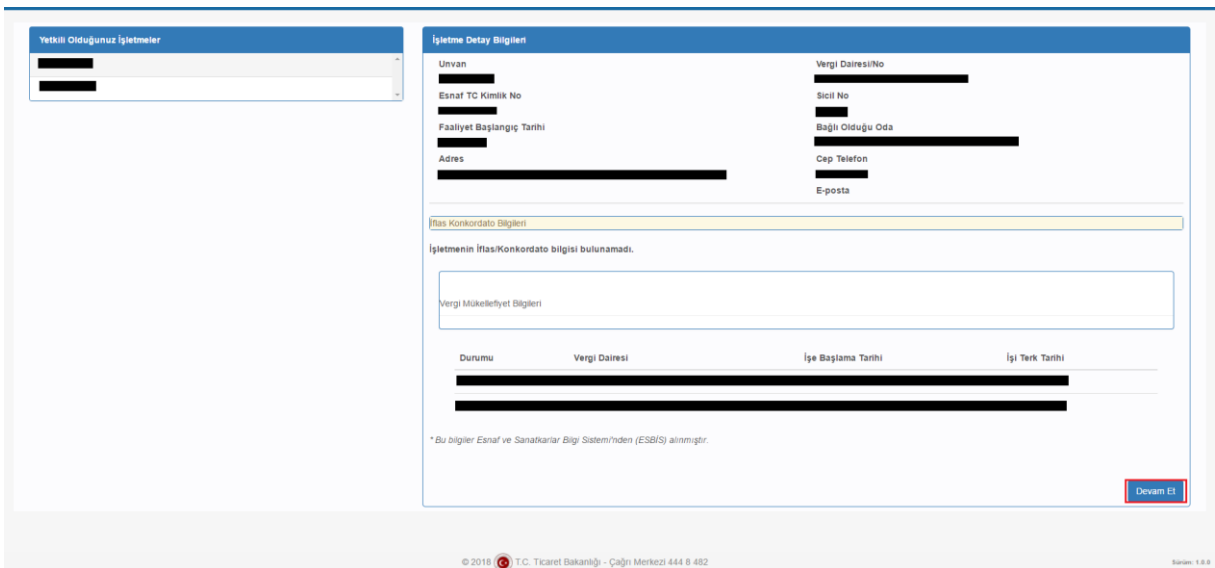 Yetkili Olduğunuz İşletmeler
İşletme Detay Bilgileri
Unvan
Vergi Dairesi/No
Esnaf TC Kimlik No
Sicil No
Faaliyet Başlangıç Tarihi
Bağlı Olduğu Oda
Adres
Cep Telefon
E-posta
İflas Konkordato Bilgileri
İşletmenin İflas/Konkordato bilgisi bulunamadı.
Vergi Mükellefiyet Bilgileri
Durumu Vergi Dairesi İşe Başlama Tarihi İşi Terk Tarihi
* Bu bilgiler Esnaf ve Sanatkarlar Bilgi Sistemi'nden (ESBİS) alınmıştır.
Devam Et
© 2018 T.C. Ticaret Bakanlığı - Çağrı Merkezi 444 8 482
Sürüm: 1.0.0